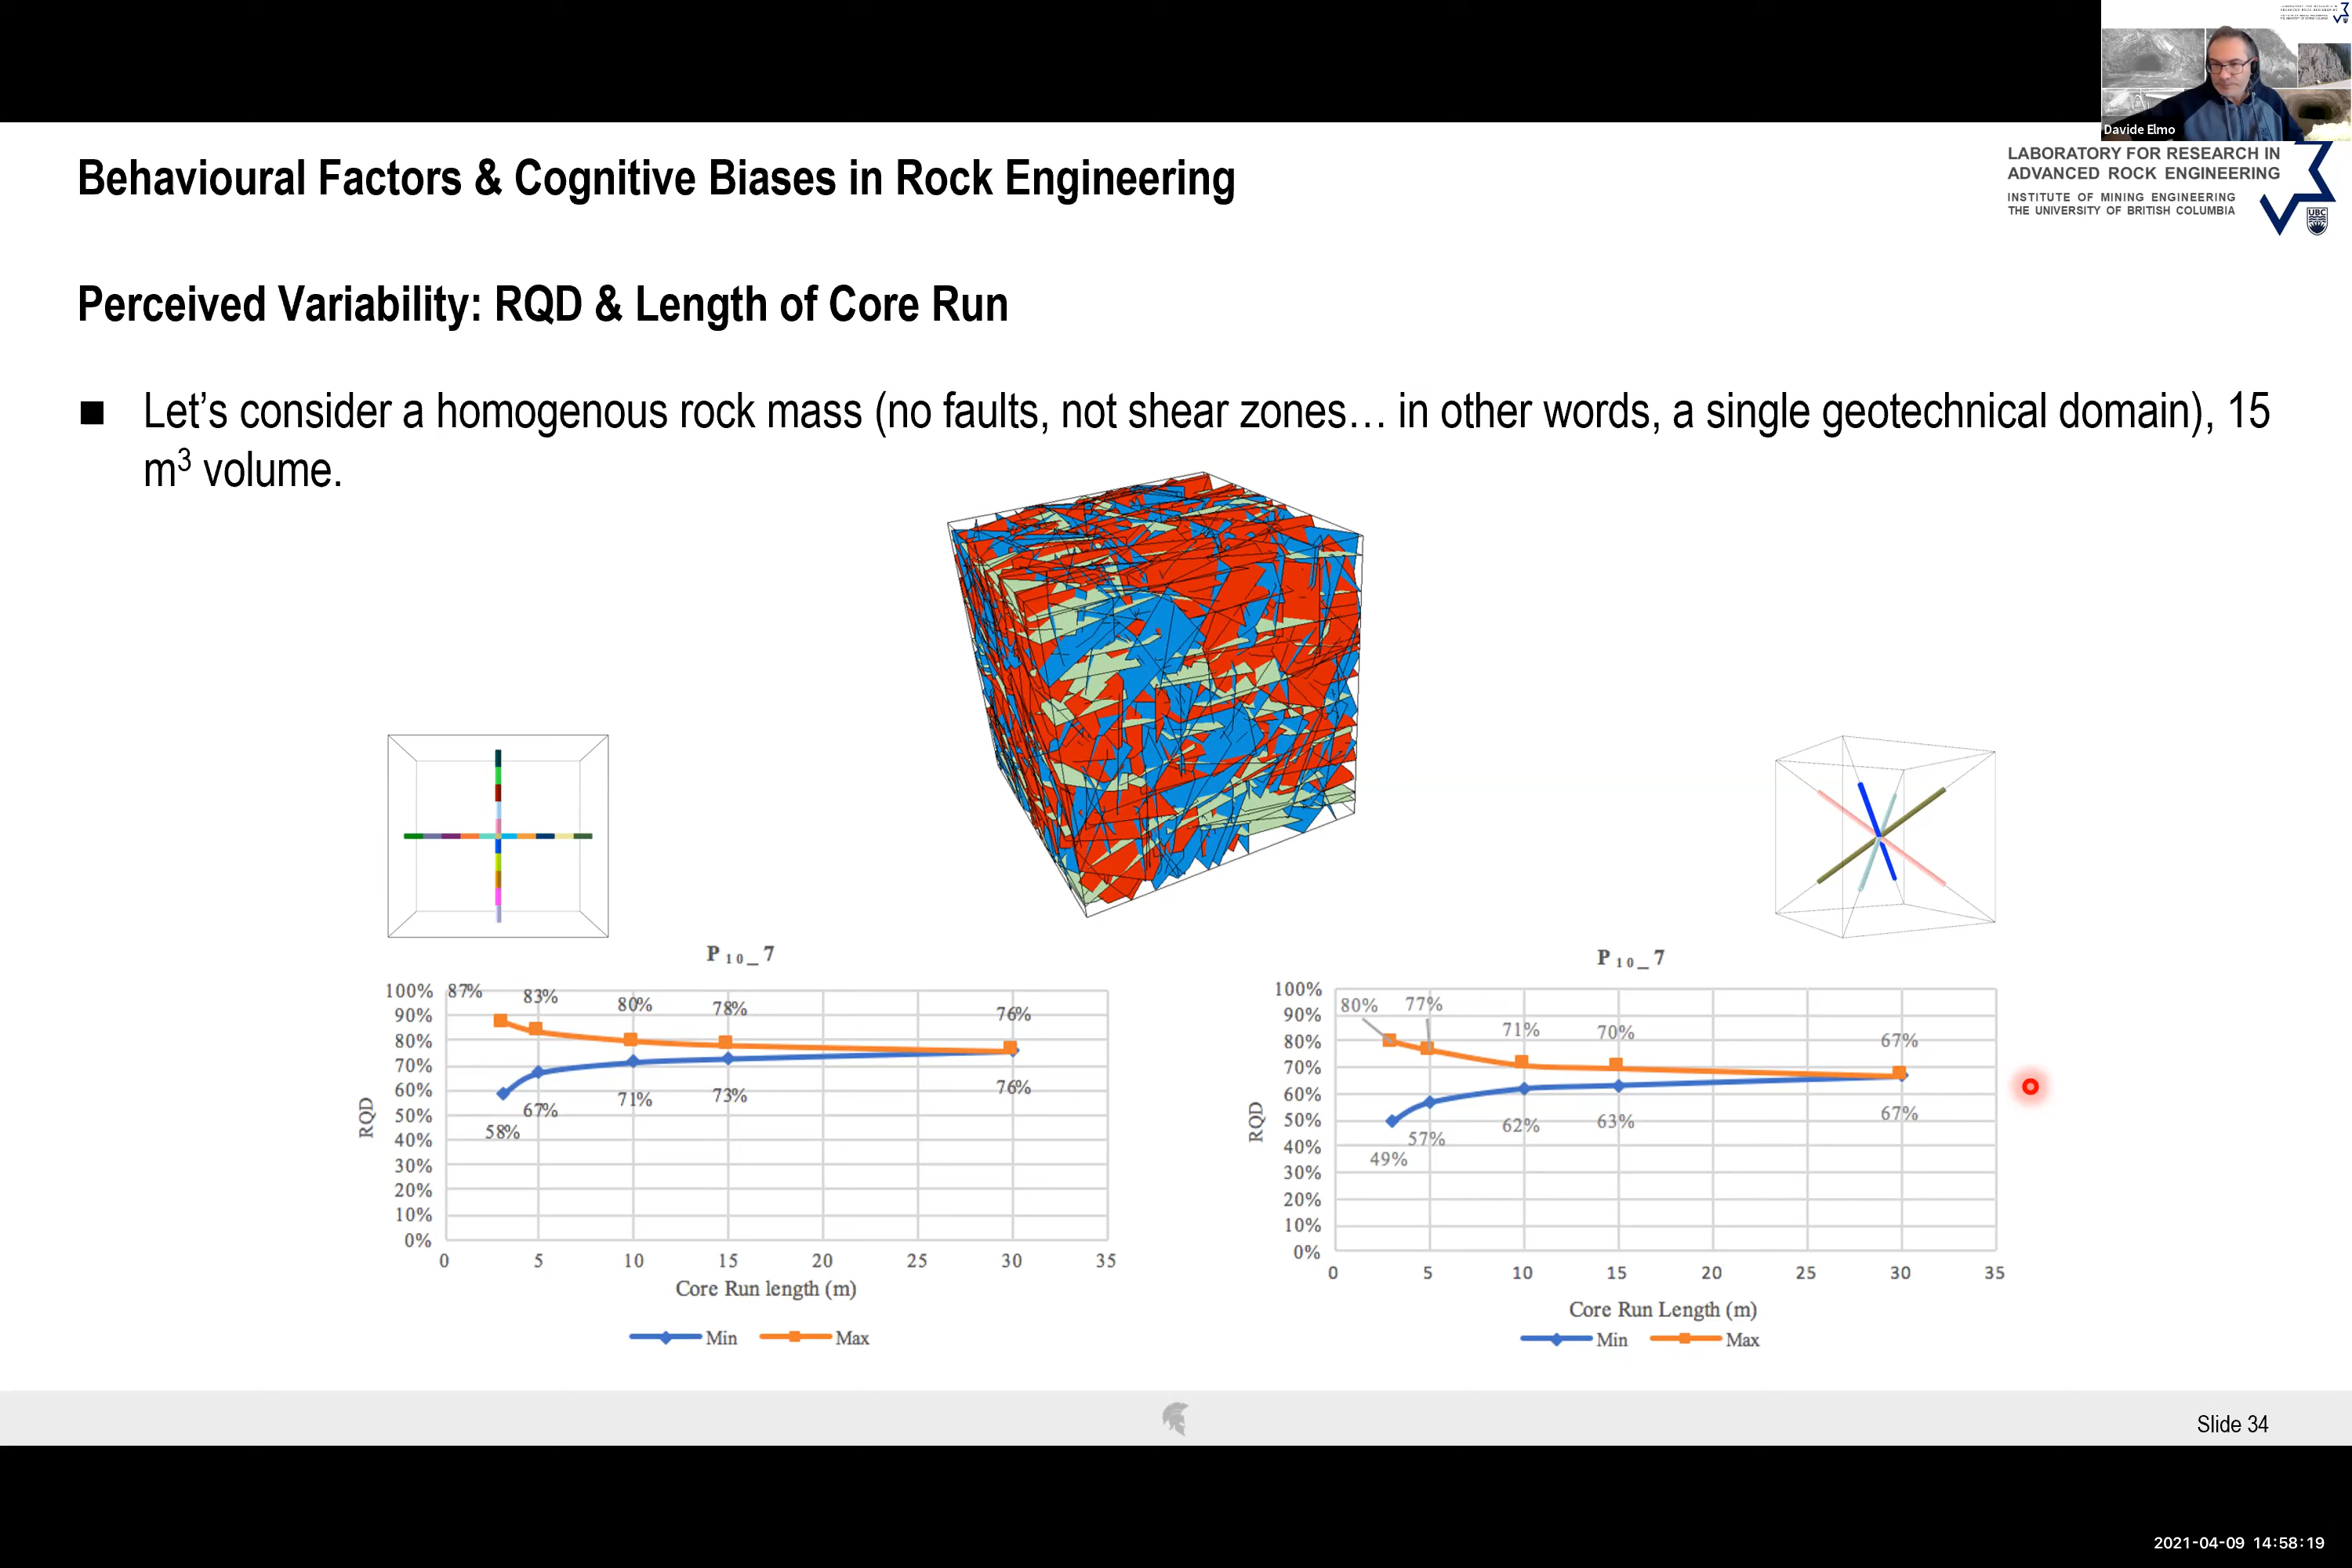 Davide Elmo
LABORATORY FOR RESEARCH IN
ADVANCED ROCK ENGINEERING
INSTITUTE OF MINING ENGINEERING
THE UNIVERSITY OF BRITISH COLUMBIA
UBC
Behavioural Factors & Cognitive Biases in Rock Engineering
Perceived Variability: RQD & Length of Core Run
■ Let’s consider a homogenous rock mass (no faults, not shear zones… in other words, a single geotechnical domain), 15
m³ volume.
P₁₀_7
100%
90%
80%
70%
60%
50%
40%
30%
20%
10%
0%
RQD
87% 83% 80% 78% 76%
58% 67% 71% 73% 76%
0 5 10 15 20 25 30 35
Core Run length (m)
Min Max
P₁₀_7
100%
90%
80%
70%
60%
50%
40%
30%
20%
10%
0%
RQD
80% 77% 71% 70% 67%
49% 57% 62% 63% 67%
0 5 10 15 20 25 30 35
Core Run Length (m)
Min Max
Slide 34
2021-04-09 14:58:19